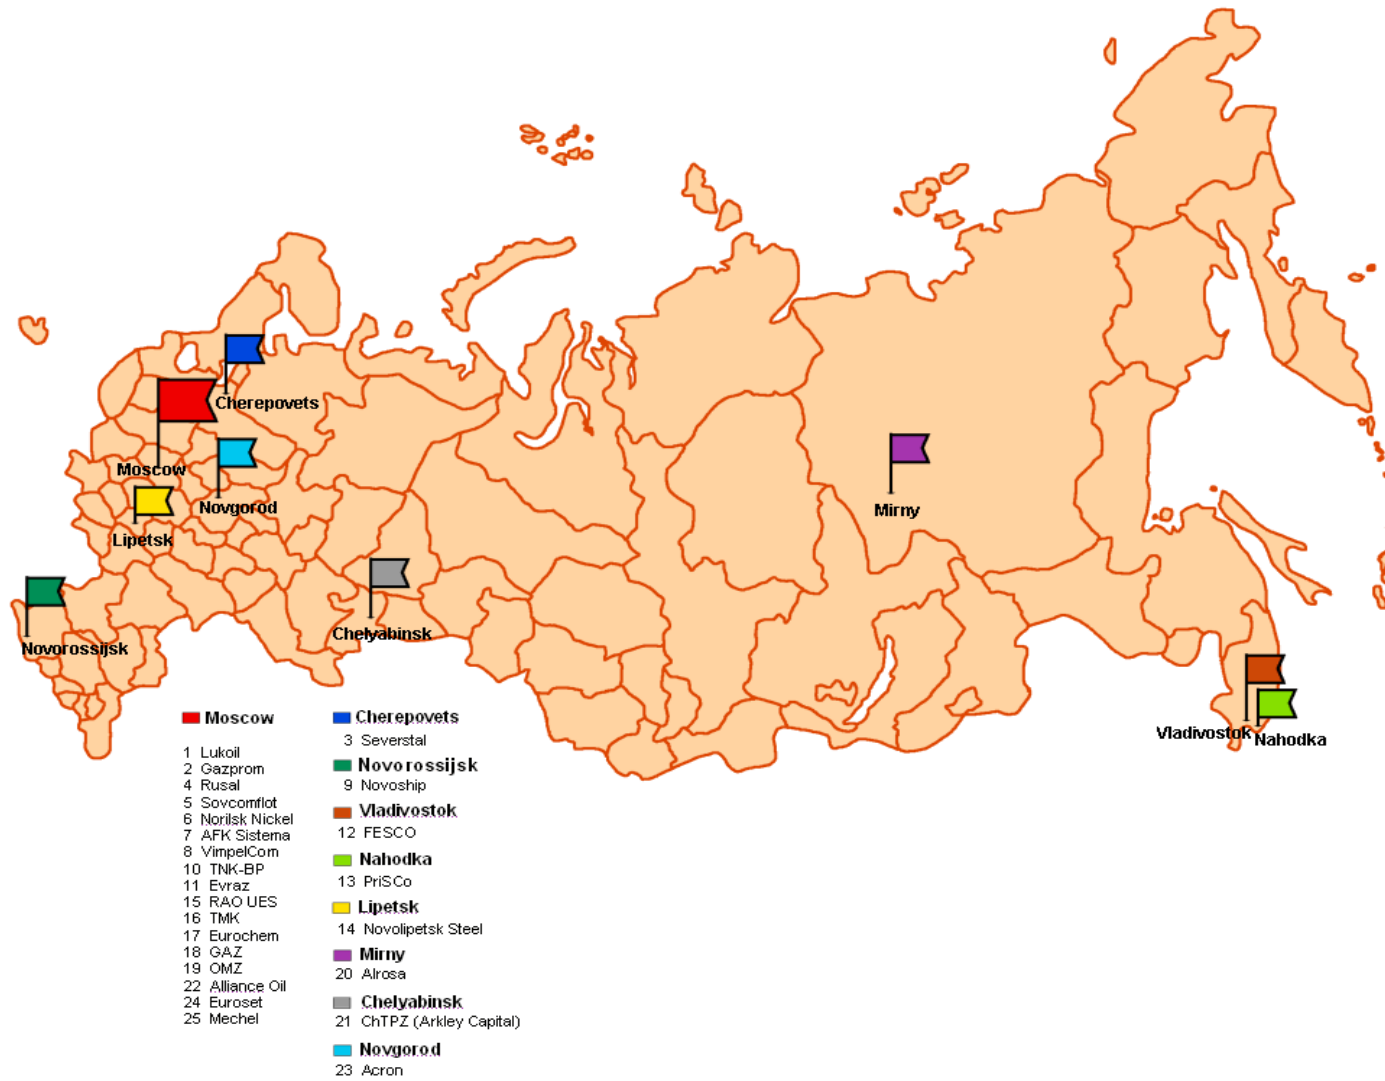 Cherepovets
Moscow
Novgorod
Lipetsk
Mirny
Chelyabinsk
Novorossijsk
Vladivostok
Nahodka
Moscow
1 Lukoil
2 Gazprom
4 Rusal
5 Sovcomflot
6 Norilsk Nickel
7 AFK Sistema
8 VimpelCom
10 TNK-BP
11 Evraz
15 RAO UES
16 TMK
17 Eurochem
18 GAZ
19 OMZ
22 Alliance Oil
24 Euroset
25 Mechel
Cherepovets
3 Severstal
Novorossijsk
9 Novoship
Vladivostok
12 FESCO
Nahodka
13 PriSCo
Lipetsk
14 Novolipetsk Steel
Mirny
20 Alrosa
Chelyabinsk
21 ChTPZ (Arkley Capital)
Novgorod
23 Acron